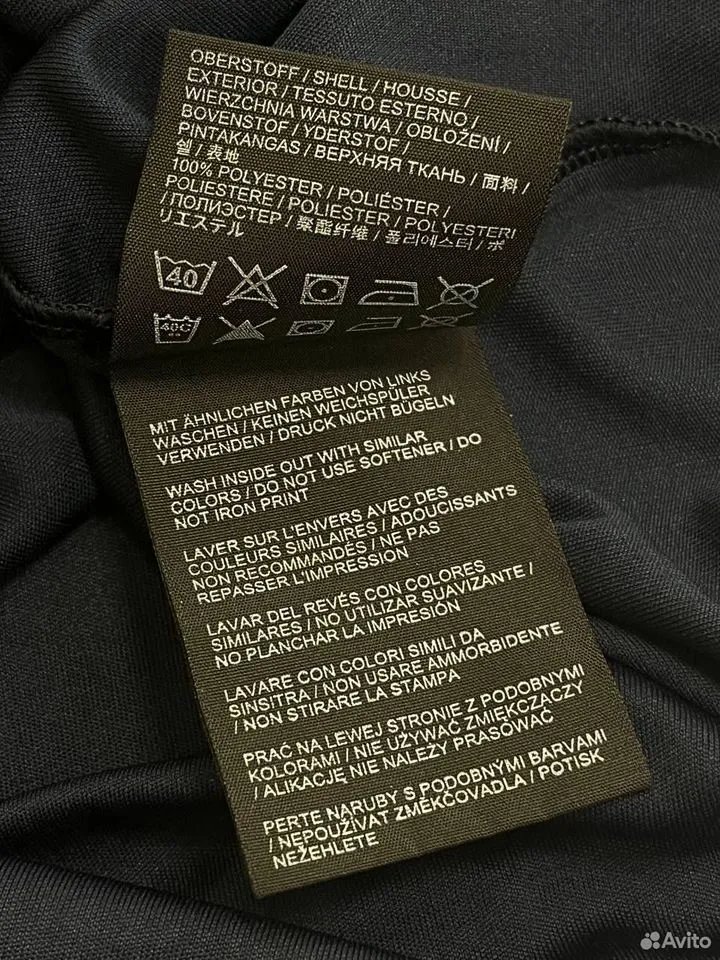 OBERSTOFF / SHELL / HOUSSE /
EXTERIOR / TESSUTO ESTERNO /
WIERZCHNIA WARSTWA / OBLOŽENÍ /
BOVENSTOF / YDERSTOF /
PINTAKANGAS / ВЕРХНЯЯ ТКАНЬ / 面料 /
쉘 / 表地
100% POLYESTER / POLIÉSTER /
POLIESTERE / POLIESTER / POLYESTERI
/ ПОЛИЭСТЕР / 聚酯纤维 / 폴리에스터 / ポ
リエステル
40
40C
MIT ÄHNLICHEN FARBEN VON LINKS
WASCHEN / KEINEN WEICHSPÜLER
VERWENDEN / DRUCK NICHT BÜGELN
WASH INSIDE OUT WITH SIMILAR
COLORS / DO NOT USE SOFTENER / DO
NOT IRON PRINT
LAVER SUR L'ENVERS AVEC DES
COULEURS SIMILAIRES / ADOUCISSANTS
NON RECOMMANDÉS / NE PAS
REPASSER L'IMPRESSION
LAVAR DEL REVÉS CON COLORES
SIMILARES / NO UTILIZAR SUAVIZANTE /
NO PLANCHAR LA IMPRESIÓN
LAVARE CON COLORI SIMILI DA
SINSITRA / NON USARE AMMORBIDENTE
/ NON STIRARE LA STAMPA
PRAĆ NA LEWEJ STRONIE Z PODOBNYMI
KOLORAMI / NIE UŻYWAĆ ZMIĘKCZACZY
/ ALIKACJĘ NIE NALEŻY PRASOWAĆ
PERTE NARUBY S PODOBNÝMI BARVAMI
/ NEPOUŽÍVAT ZMĚKČOVADLA / POTISK
NEŽEHLETE
Avito